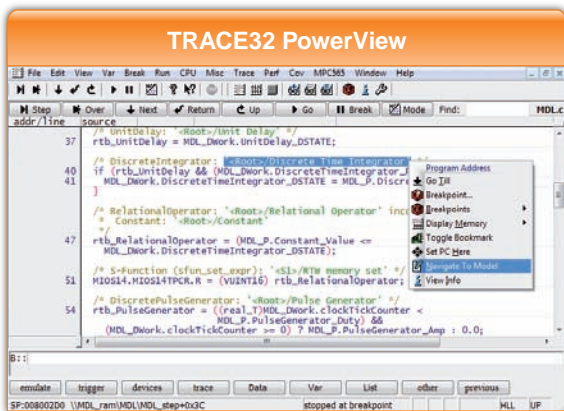 TRACE32 PowerView
File Edit View Var Break Run CPU Misc Trace Perf Cov MPC565 Window Help
Step Over Next Return Up Go Break Mode Find: MDL.c
addr/line source
/* UnitDelay: '<Root>/Unit Delay' */
37 rtb_UnitDelay = MDL_DWork.UnitDelay_DSTATE;
/* DiscreteIntegrator: '<Root>/Discrete Time Integrator'
40 if (rtb_UnitDelay && (MDL_DWork.DiscreteTimeIntegrator_
41 MDL_DWork.DiscreteTimeIntegrator_DSTATE = MDL_P.Discre
}
/* RelationalOperator: '<Root>/Relational Operator' inc
* Constant: '<Root>/Constant'
*/
47 rtb_RelationalOperator = (MDL_P.Constant_Value <=
MDL_DWork.DiscreteTimeIntegrator_DSTATE);
/* S-Function (sfun_set_expr): '<S1>/RTW memory set' */
51 MIOS14.MIOS14TPCR.R = (VUINT16) rtb_RelationalOperator;
/* DiscretePulseGenerator: '<Root>/Pulse Generator' */
54 rtb_PulseGenerator = ((real_T)MDL_DWork.clockTickCounter <
MDL_P.PulseGenerator_Duty) &&
(MDL_DWork.clockTickCounter >= 0) ? MDL_P.PulseGenerator_Amp : 0.0;
Program Address
Go Till
Breakpoint...
Breakpoints
Display Memory
Toggle Bookmark
Set PC Here
Navigate To Model
View Info
B::
emulate trigger devices trace Data Var List other previous
SP:008002D0 \\MDL_ram\MDL\MDL_step+0x3C stopped at breakpoint HLL UP